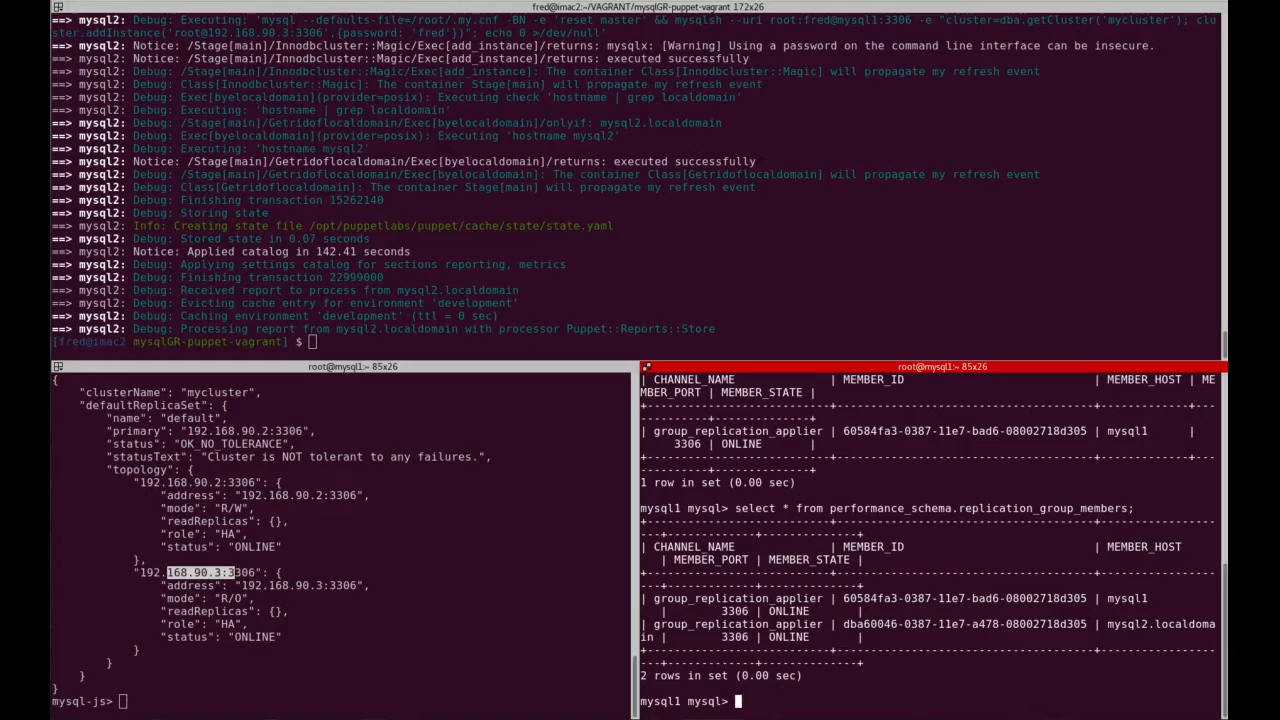 fred@imac2:~/VAGRANT/mysqlGR-puppet-vagrant 172x26
==> mysql2: Debug: Executing: 'mysql --defaults-file=/root/.my.cnf -BN -e 'reset master' && mysqlsh --uri root:fred@mysql1:3306 -e "cluster=dba.getCluster('mycluster'); clu
ster.addInstance('root@192.168.90.3:3306',{password: 'fred'})"; echo 0 >/dev/null'
==> mysql2: Notice: /Stage[main]/Innodbcluster::Magic/Exec[add_instance]/returns: mysqlx: [Warning] Using a password on the command line interface can be insecure.
==> mysql2: Notice: /Stage[main]/Innodbcluster::Magic/Exec[add_instance]/returns: executed successfully
==> mysql2: Debug: /Stage[main]/Innodbcluster::Magic/Exec[add_instance]: The container Class[Innodbcluster::Magic] will propagate my refresh event
==> mysql2: Debug: Class[Innodbcluster::Magic]: The container Stage[main] will propagate my refresh event
==> mysql2: Debug: Exec[byelocaldomain](provider=posix): Executing check 'hostname | grep localdomain'
==> mysql2: Debug: Executing: 'hostname | grep localdomain'
==> mysql2: Debug: /Stage[main]/Getridoflocaldomain/Exec[byelocaldomain]/onlyif: mysql2.localdomain
==> mysql2: Debug: Exec[byelocaldomain](provider=posix): Executing 'hostname mysql2'
==> mysql2: Debug: Executing: 'hostname mysql2'
==> mysql2: Notice: /Stage[main]/Getridoflocaldomain/Exec[byelocaldomain]/returns: executed successfully
==> mysql2: Debug: /Stage[main]/Getridoflocaldomain/Exec[byelocaldomain]: The container Class[Getridoflocaldomain] will propagate my refresh event
==> mysql2: Debug: Class[Getridoflocaldomain]: The container Stage[main] will propagate my refresh event
==> mysql2: Debug: Finishing transaction 15262140
==> mysql2: Debug: Storing state
==> mysql2: Info: Creating state file /opt/puppetlabs/puppet/cache/state/state.yaml
==> mysql2: Debug: Stored state in 0.07 seconds
==> mysql2: Notice: Applied catalog in 142.41 seconds
==> mysql2: Debug: Applying settings catalog for sections reporting, metrics
==> mysql2: Debug: Finishing transaction 22999000
==> mysql2: Debug: Received report to process from mysql2.localdomain
==> mysql2: Debug: Evicting cache entry for environment 'development'
==> mysql2: Debug: Caching environment 'development' (ttl = 0 sec)
==> mysql2: Debug: Processing report from mysql2.localdomain with processor Puppet::Reports::Store
[fred@imac2 mysqlGR-puppet-vagrant] $
root@mysql1:~ 85x26
{
    "clusterName": "mycluster",
    "defaultReplicaSet": {
        "name": "default",
        "primary": "192.168.90.2:3306",
        "status": "OK_NO_TOLERANCE",
        "statusText": "Cluster is NOT tolerant to any failures.",
        "topology": {
            "192.168.90.2:3306": {
                "address": "192.168.90.2:3306",
                "mode": "R/W",
                "readReplicas": {},
                "role": "HA",
                "status": "ONLINE"
            },
            "192.168.90.3:3306": {
                "address": "192.168.90.3:3306",
                "mode": "R/O",
                "readReplicas": {},
                "role": "HA",
                "status": "ONLINE"
            }
        }
    }
}
mysql-js>
root@mysql1:~ 85x26
| CHANNEL_NAME              | MEMBER_ID                            | MEMBER_HOST | ME
MBER_PORT | MEMBER_STATE |
+---------------------------+--------------------------------------+-------------+---
----------+--------------+
| group_replication_applier | 60584fa3-0387-11e7-bad6-08002718d305 | mysql1      |
     3306 | ONLINE       |
+---------------------------+--------------------------------------+-------------+---
----------+--------------+
1 row in set (0.00 sec)
mysql1 mysql> select * from performance_schema.replication_group_members;
+---------------------------+--------------------------------------+-----------------
---+-------------+--------------+
| CHANNEL_NAME              | MEMBER_ID                            | MEMBER_HOST
   | MEMBER_PORT | MEMBER_STATE |
+---------------------------+--------------------------------------+-----------------
---+-------------+--------------+
| group_replication_applier | 60584fa3-0387-11e7-bad6-08002718d305 | mysql1
   |        3306 | ONLINE       |
| group_replication_applier | dba60046-0387-11e7-a478-08002718d305 | mysql2.localdoma
in |        3306 | ONLINE       |
+---------------------------+--------------------------------------+-----------------
---+-------------+--------------+
2 rows in set (0.00 sec)
mysql1 mysql>